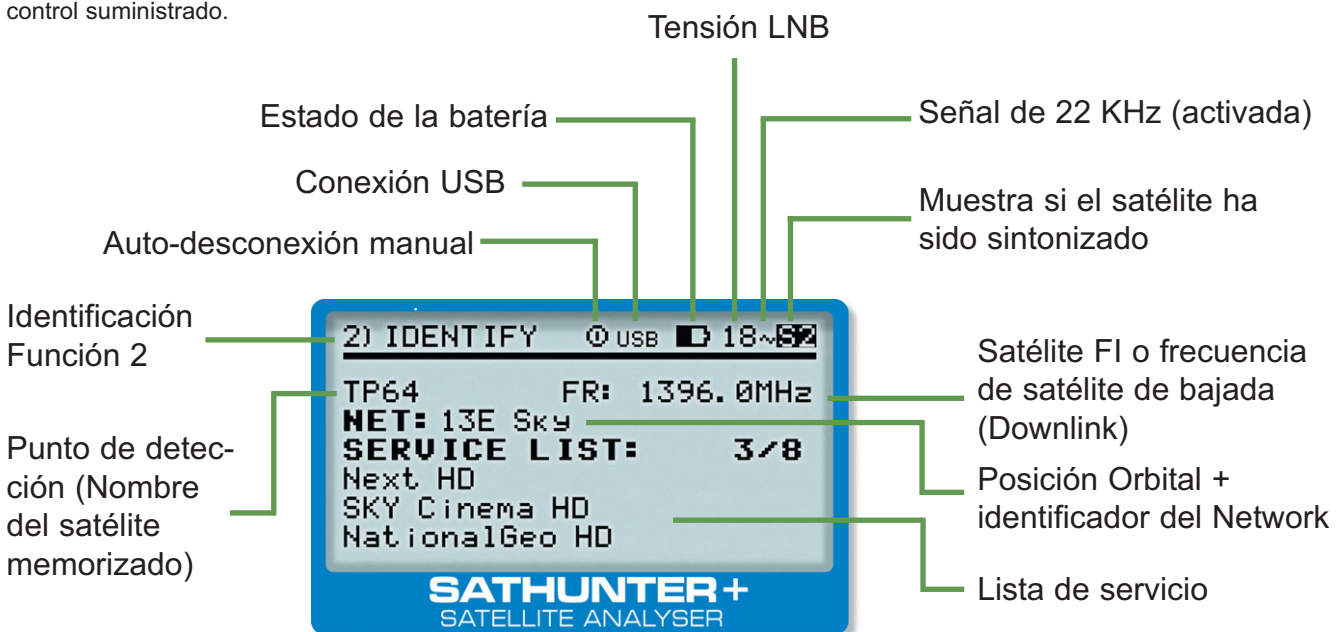 control suministrado.
Tensión LNB
Estado de la batería
Señal de 22 KHz (activada)
Conexión USB
Muestra si el satélite ha
sido sintonizado
Auto-desconexión manual
Identificación
Función 2
2) IDENTIFY USB 18~
TP64 FR: 1396.0MHz
NET: 13E Sky
SERVICE LIST: 3/8
Next HD
SKY Cinema HD
NationalGeo HD
Satélite FI o frecuencia
de satélite de bajada
(Downlink)
Punto de detec-
ción (Nombre
del satélite
memorizado)
Posición Orbital +
identificador del Network
Lista de servicio
SATHUNTER+
SATELLITE ANALYSER